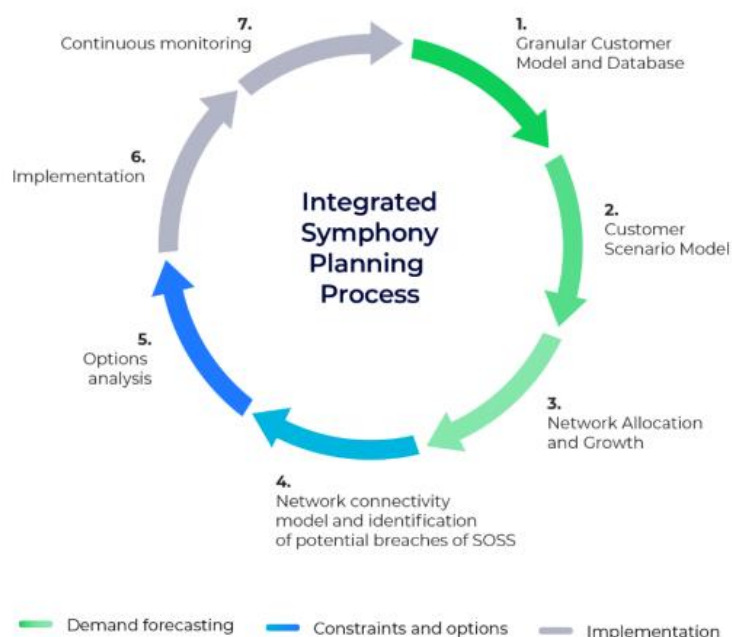 7.
Continuous monitoring
1.
Granular Customer
Model and Database
6.
Implementation
Integrated
Symphony
Planning
Process
2.
Customer
Scenario Model
5.
Options
analysis
3.
Network Allocation
and Growth
4.
Network connectivity
model and identification
of potential breaches of SOSS
Demand forecasting
Constraints and options
Implementation